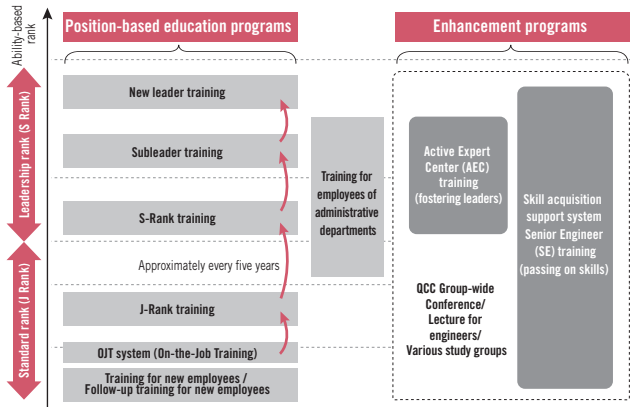 Ability-based
rank
Position-based education programs
Enhancement programs
Leadership rank (S Rank)
Standard rank (J Rank)
New leader training
Subleader training
S-Rank training
Approximately every five years
J-Rank training
OJT system (On-the-Job Training)
Training for new employees /
Follow-up training for new employees
Training for
employees of
administrative
departments
Active Expert
Center (AEC)
training
(fostering leaders)
QCC Group-wide
Conference/
Lecture for
engineers/
Various study groups
Skill acquisition
support system
Senior Engineer
(SE) training
(passing on skills)